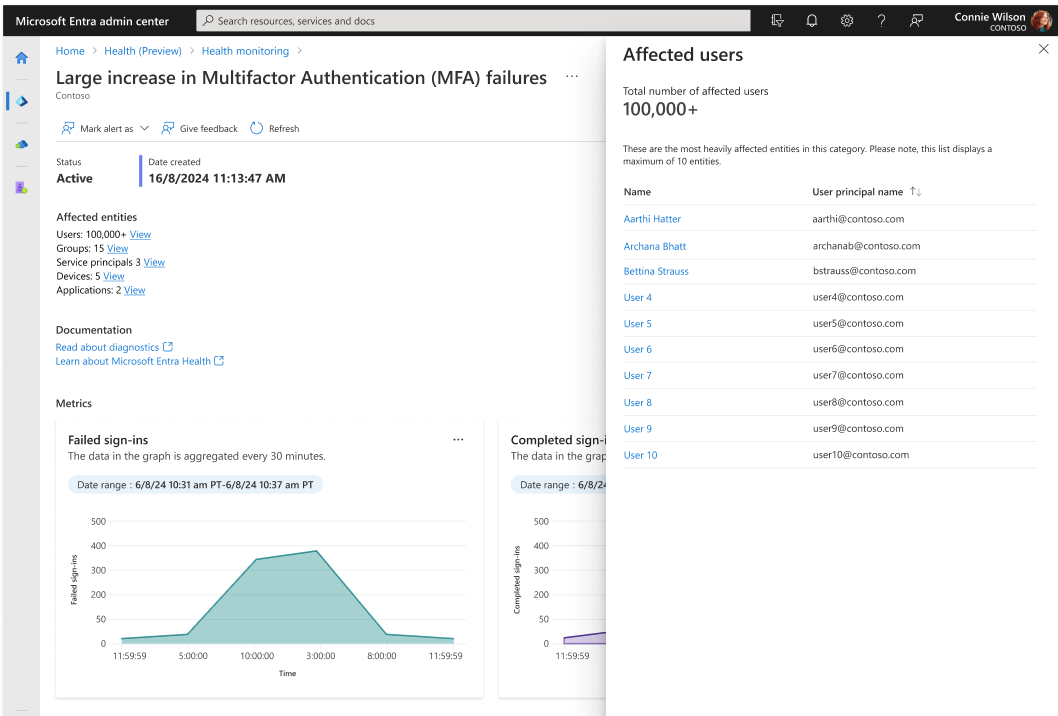 Microsoft Entra admin center
Search resources, services and docs
Connie Wilson
CONTOSO
Home > Health (Preview) > Health monitoring >
Large increase in Multifactor Authentication (MFA) failures ...
Contoso
Mark alert as
Give feedback
Refresh
Status
Active
Date created
16/8/2024 11:13:47 AM
Affected entities
Users: 100,000+ View
Groups: 15 View
Service principals 3 View
Devices: 5 View
Applications: 2 View
Documentation
Read about diagnostics
Learn about Microsoft Entra Health
Metrics
Failed sign-ins ...
The data in the graph is aggregated every 30 minutes.
Date range : 6/8/24 10:31 am PT-6/8/24 10:37 am PT
Failed sign-ins
500
400
300
200
50
0
11:59:59 5:00:00 10:00:00 3:00:00 8:00:00 11:59:59
Time
Completed sign-i
The data in the grap
Date range : 6/8/24
Completed sign-ins
500
400
300
200
50
0
11:59:59
Affected users
Total number of affected users
100,000+
These are the most heavily affected entities in this category. Please note, this list displays a
maximum of 10 entities.
Name User principal name ↑↓
Aarthi Hatter aarthi@contoso.com
Archana Bhatt archanab@contoso.com
Bettina Strauss bstrauss@contoso.com
User 4 user4@contoso.com
User 5 user5@contoso.com
User 6 user6@contoso.com
User 7 user7@contoso.com
User 8 user8@contoso.com
User 9 user9@contoso.com
User 10 user10@contoso.com